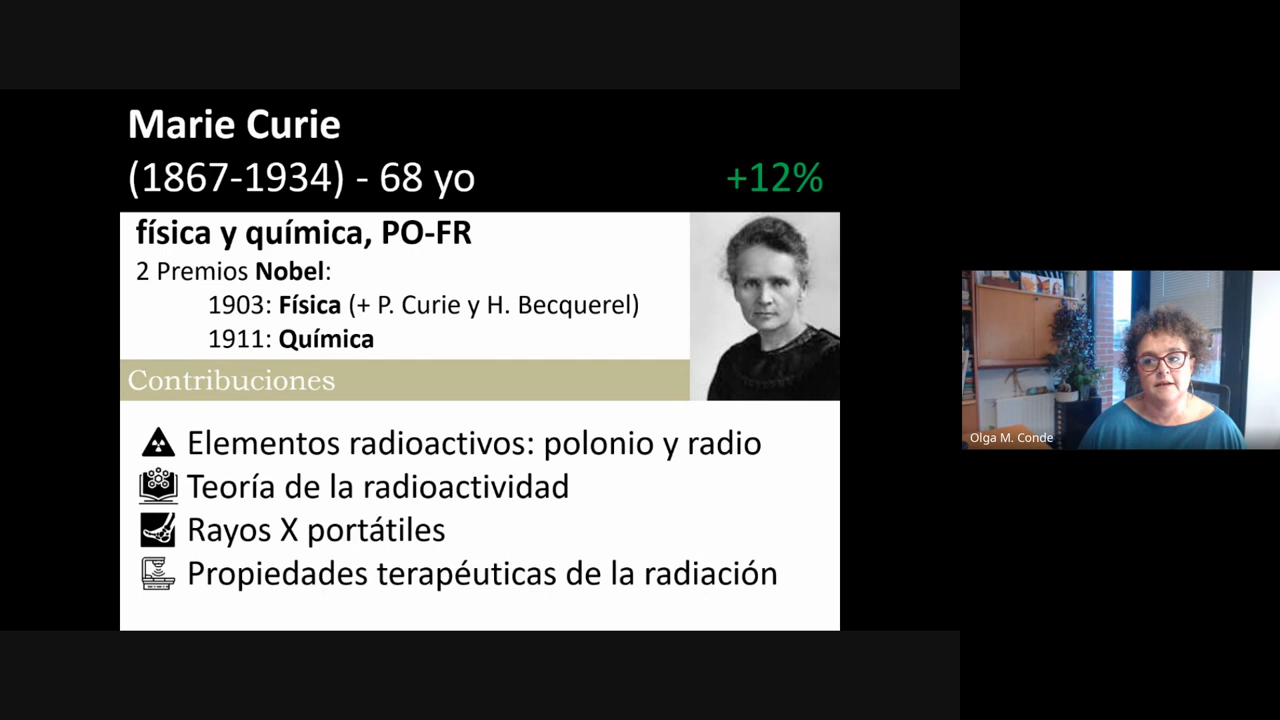 Marie Curie
(1867-1934) - 68 yo
+12%
física y química, PO-FR
2 Premios Nobel:
1903: Física (+ P. Curie y H. Becquerel)
1911: Química
Contribuciones
Elementos radioactivos: polonio y radio
Teoría de la radioactividad
Rayos X portátiles
Propiedades terapéuticas de la radiación
Olga M. Conde